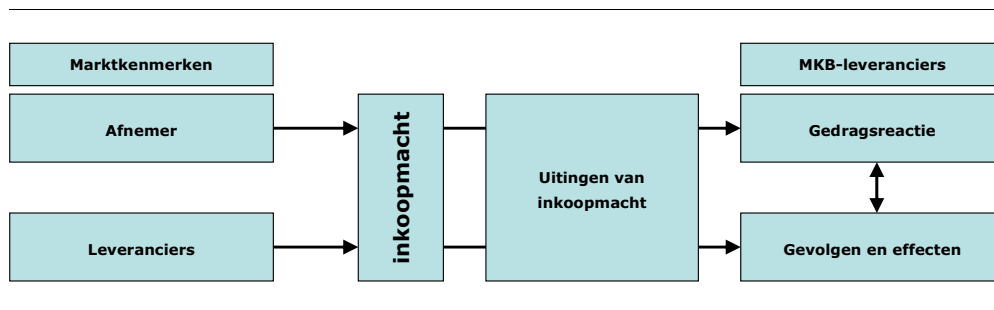 Marktkenmerken
MKB-leveranciers
Afnemer
inkoopmacht
Uitingen van
inkoopmacht
Gedragsreactie
Leveranciers
Gevolgen en effecten